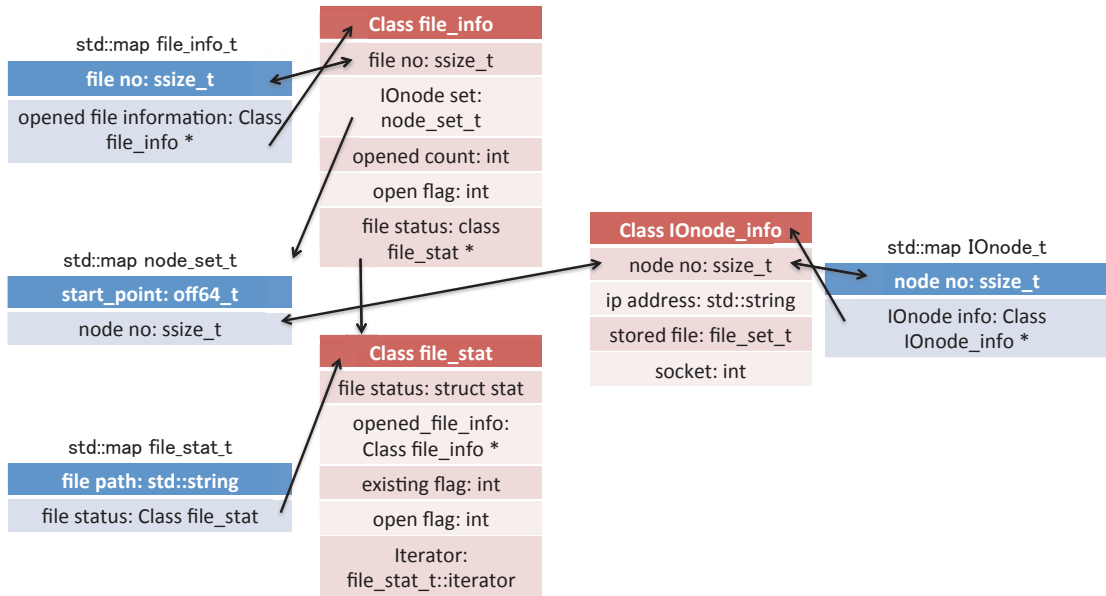 std::map file_info_t
file no: ssize_t
opened file information: Class
file_info *
Class file_info
file no: ssize_t
IOnode set:
node_set_t
opened count: int
open flag: int
file status: class
file_stat *
std::map node_set_t
start_point: off64_t
node no: ssize_t
Class IOnode_info
node no: ssize_t
ip address: std::string
stored file: file_set_t
socket: int
std::map IOnode_t
node no: ssize_t
IOnode info: Class
IOnode_info *
Class file_stat
file status: struct stat
opened_file_info:
Class file_info *
existing flag: int
open flag: int
Iterator:
file_stat_t::iterator
std::map file_stat_t
file path: std::string
file status: Class file_stat